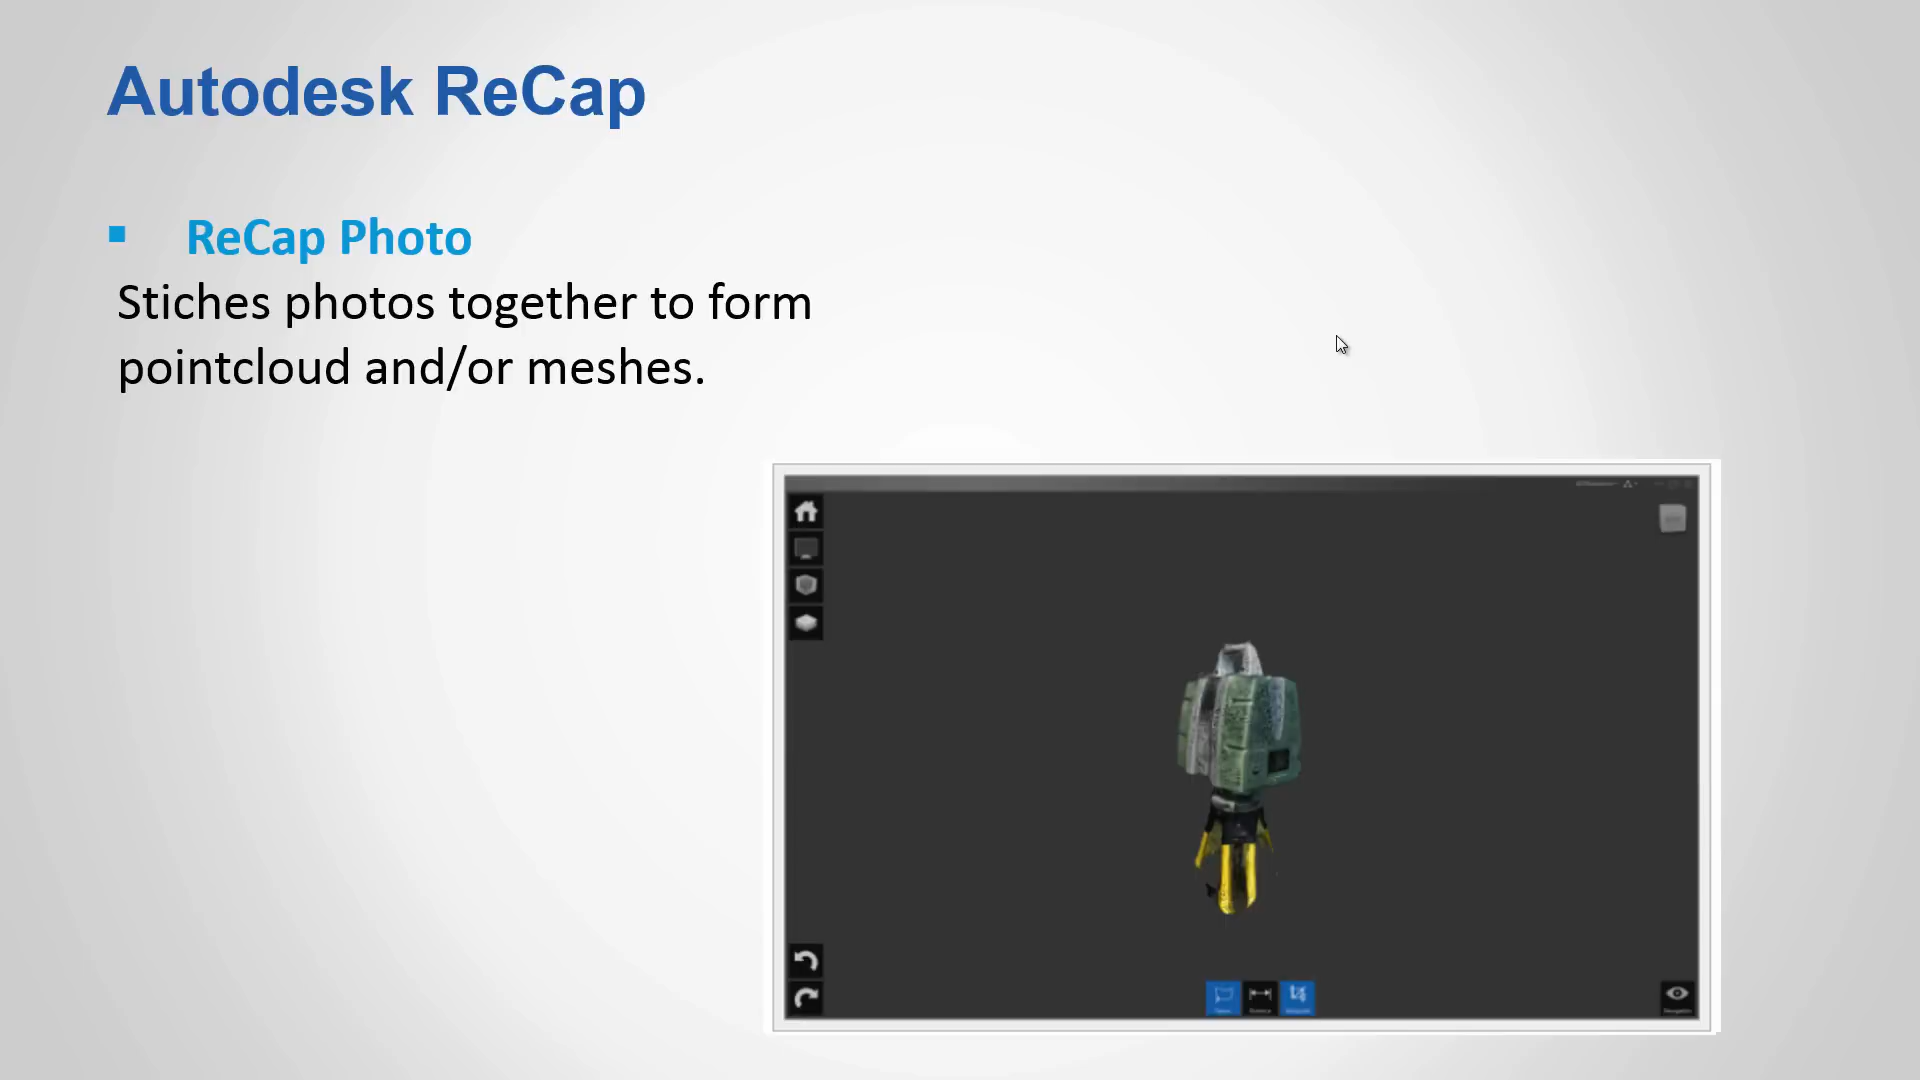 Autodesk ReCap
▪ ReCap Photo
Stiches photos together to form
pointcloud and/or meshes.